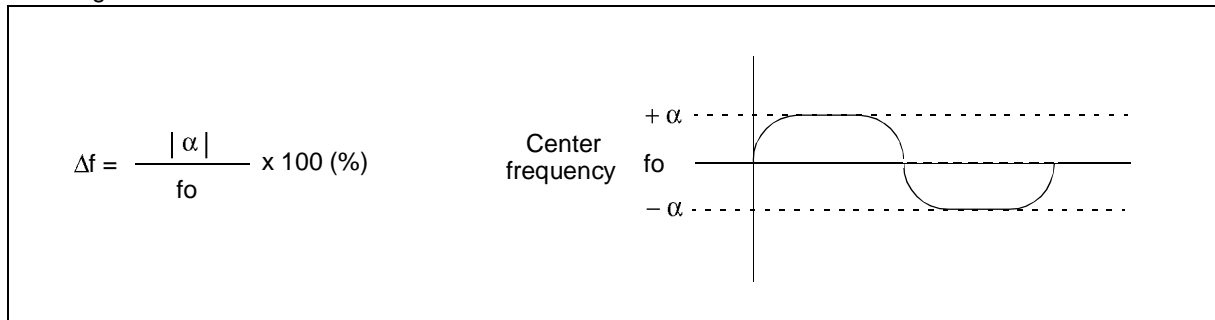 + α
| α |
Δf = ―― x 100 (%)
fo
Center
frequency
fo
− α